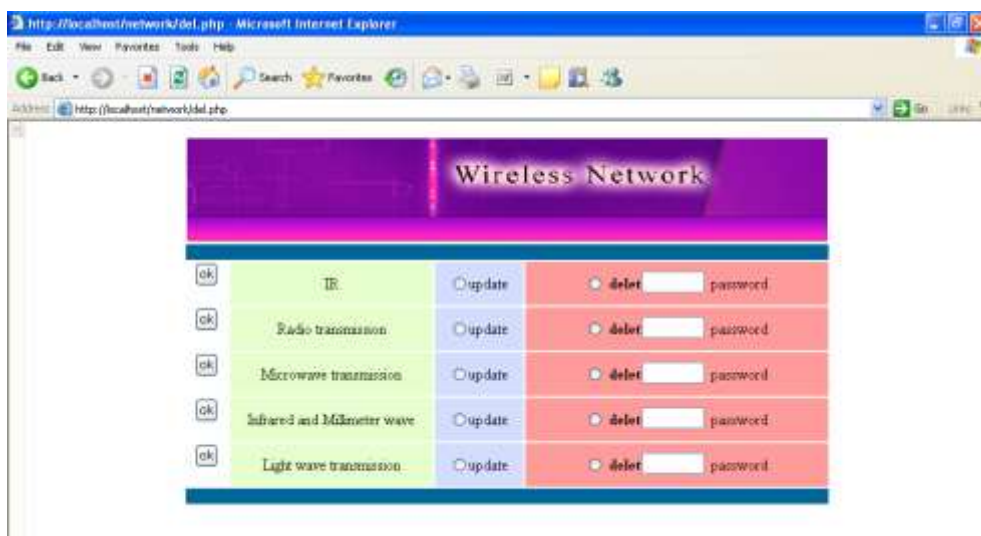 http://localhost/network/del.php - Microsoft Internet Explorer
File Edit View Favorites Tools Help
Back Search Favorites
Address http://localhost/network/del.php Go
Wireless Network
ok IR update delet password
ok Radio transmission update delet password
ok Microwave transmission update delet password
ok Infrared and Millimeter wave update delet password
ok Light wave transmission update delet password